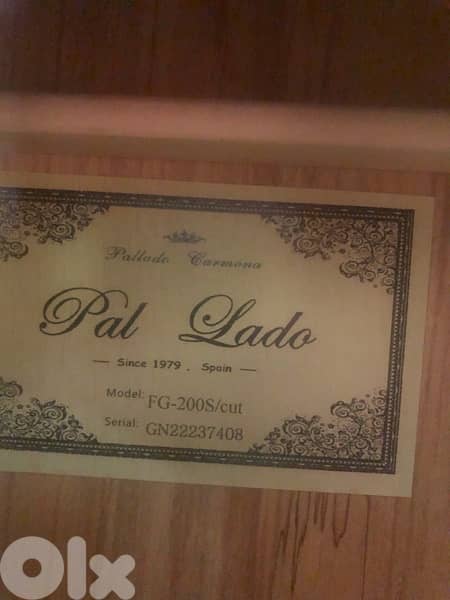 Pallado Carmona
Pal Lado
— Since 1979 . Spain —
Model: FG-200S/cut
Serial: GN22237408
Olx